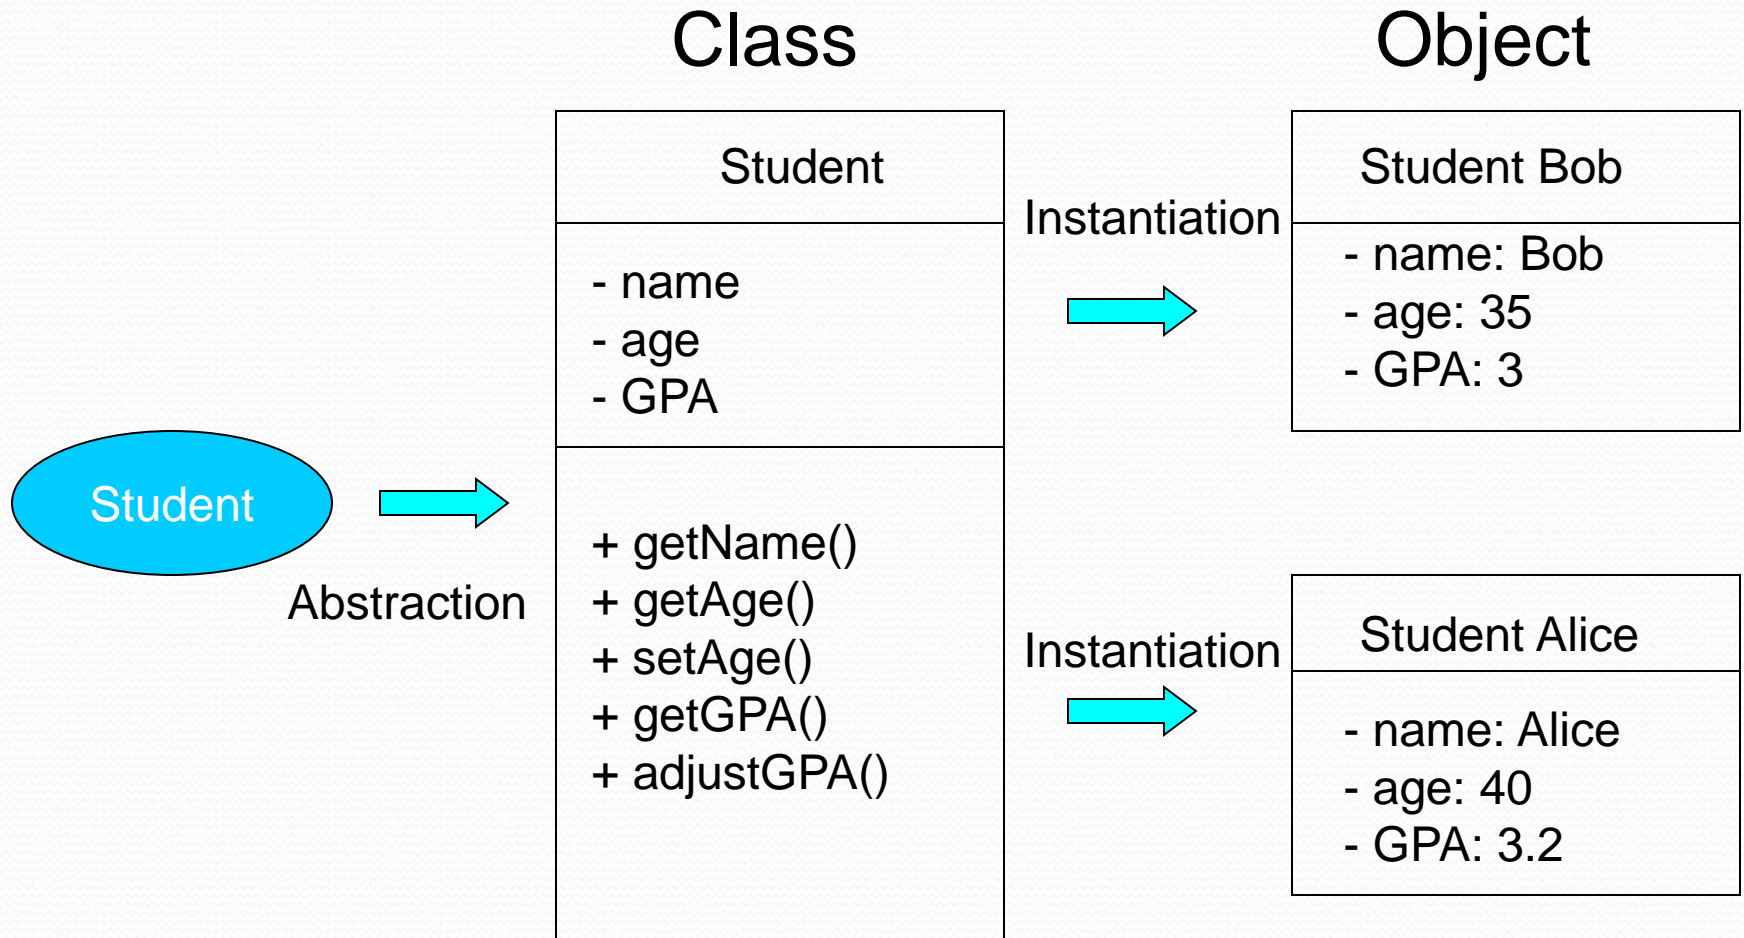 Class
Object
Student
Abstraction
Student
- name
- age
- GPA
+ getName()
+ getAge()
+ setAge()
+ getGPA()
+ adjustGPA()
Instantiation
Student Bob
- name: Bob
- age: 35
- GPA: 3
Instantiation
Student Alice
- name: Alice
- age: 40
- GPA: 3.2